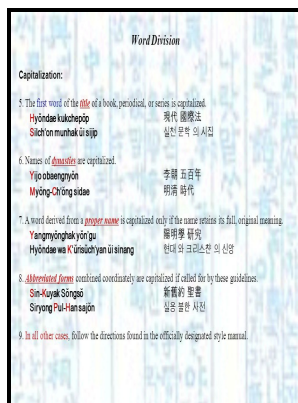 Word Division
Capitalization:
5. The first word of the title of a book, periodical, or series is capitalized.
Hyŏndae kukchepŏp 現代 國際法
Silch'on munhak ŭi sijip 실천 문학 의 시집
6. Names of dynasties are capitalized.
Yijo obaengnyŏn 李朝 五百年
Myŏng-Ch'ŏng sidae 明清 時代
7. A word derived from a proper name is capitalized only if the name retains its full, original meaning.
Yangmyŏnghak yŏn'gu 陽明學 研究
Hyŏndae wa K'ŭrisŭch'yan ŭi sinang 현대 와 크리스챤 의 신앙
8. Abbreviated forms combined coordinately are capitalized if called for by these guidelines.
Sin-Kuyak Sŏngsŏ 新舊約 聖書
Siryong Pul-Han sajŏn 실용 불한 사전
9. In all other cases, follow the directions found in the officially designated style manual.